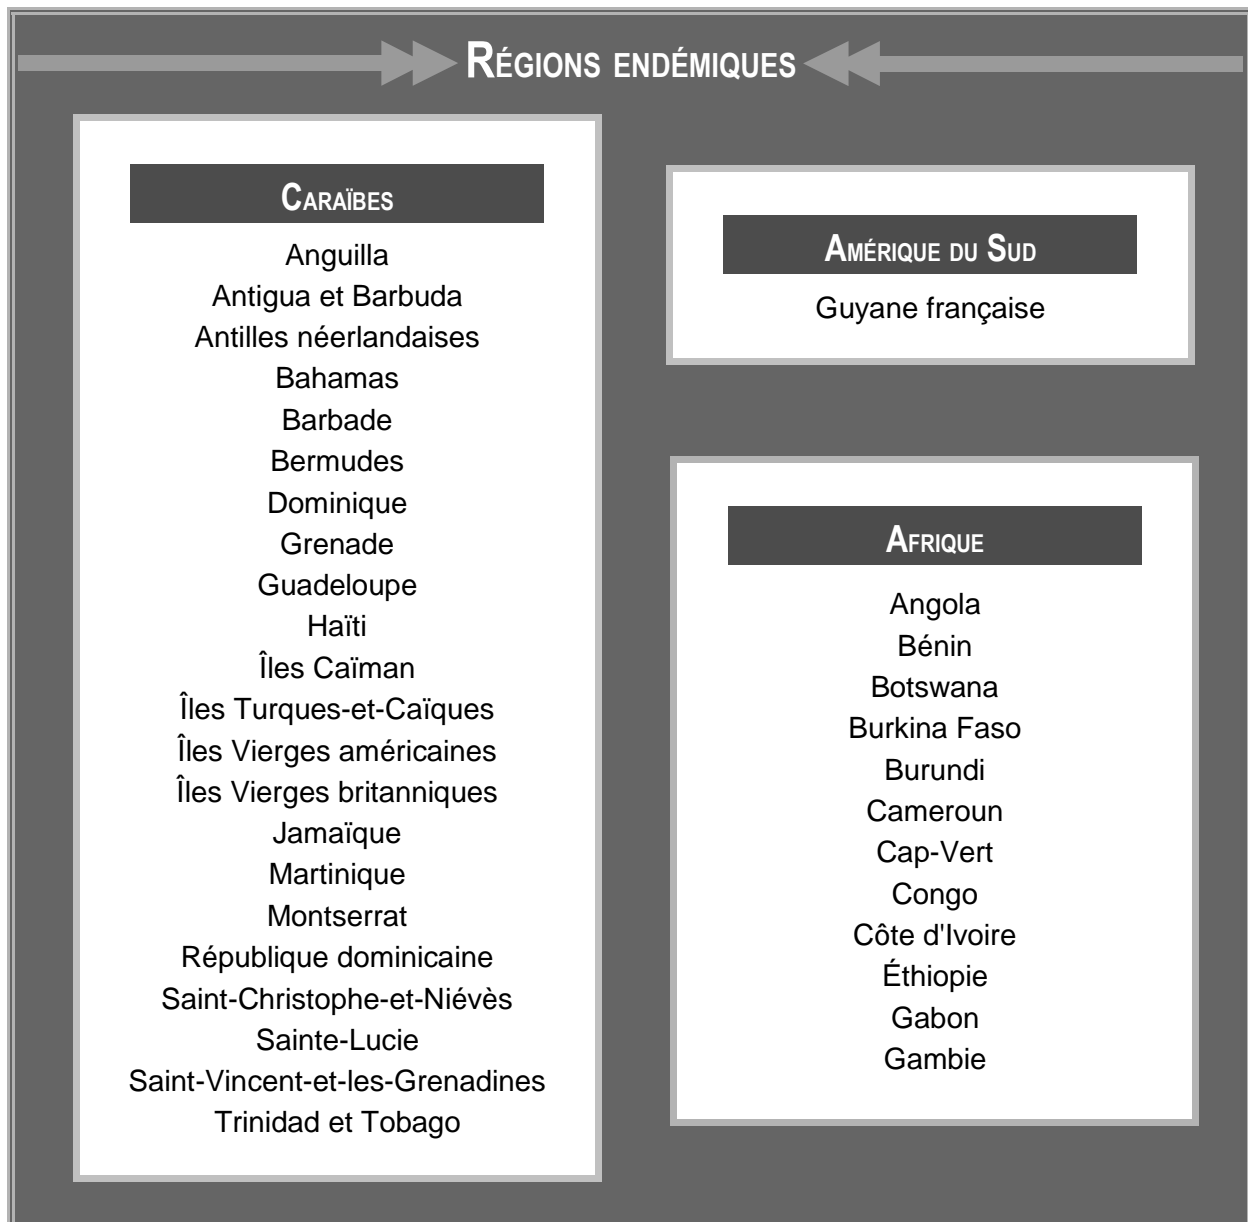 RÉGIONS ENDÉMIQUES
CARAÏBES
Anguilla
Antigua et Barbuda
Antilles néerlandaises
Bahamas
Barbade
Bermudes
Dominique
Grenade
Guadeloupe
Haïti
Îles Caïman
Îles Turques-et-Caïques
Îles Vierges américaines
Îles Vierges britanniques
Jamaïque
Martinique
Montserrat
République dominicaine
Saint-Christophe-et-Niévès
Sainte-Lucie
Saint-Vincent-et-les-Grenadines
Trinidad et Tobago
AMÉRIQUE DU SUD
Guyane française
AFRIQUE
Angola
Bénin
Botswana
Burkina Faso
Burundi
Cameroun
Cap-Vert
Congo
Côte d'Ivoire
Éthiopie
Gabon
Gambie